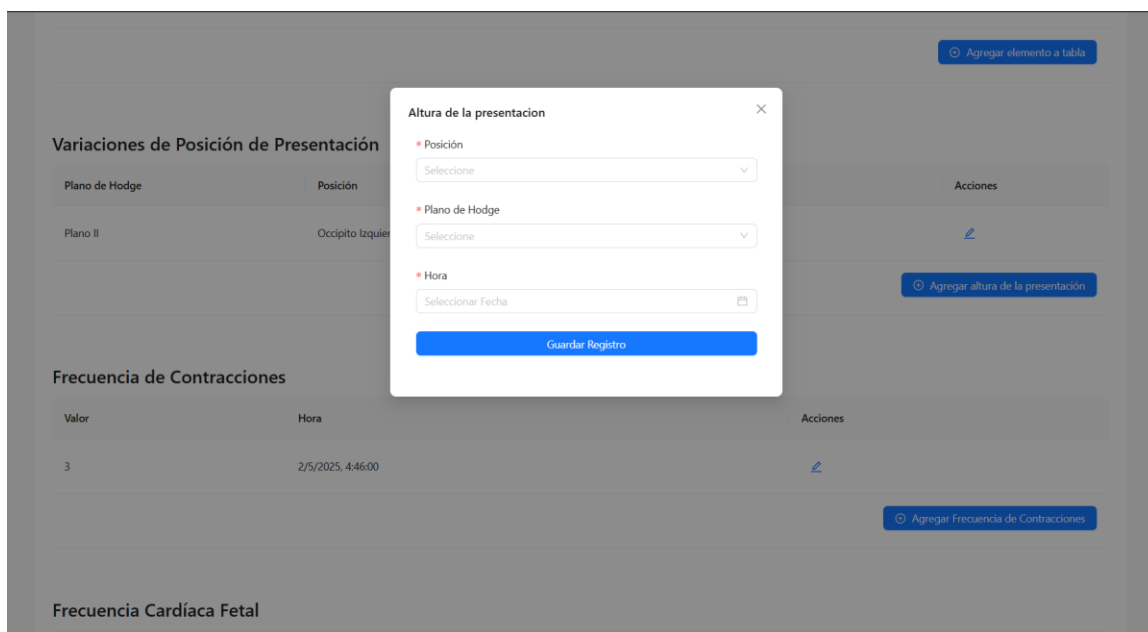 Agregar elemento a tabla
Altura de la presentacion
Variaciones de Posición de Presentación
* Posición
Seleccione
Plano de Hodge Posición Acciones
* Plano de Hodge
Plano II Occipito Izquier Seleccione
* Hora
Agregar altura de la presentación
Seleccionar Fecha
Guardar Registro
Frecuencia de Contracciones
Valor Hora Acciones
3 2/5/2025, 4:46:00
Agregar Frecuencia de Contracciones
Frecuencia Cardíaca Fetal